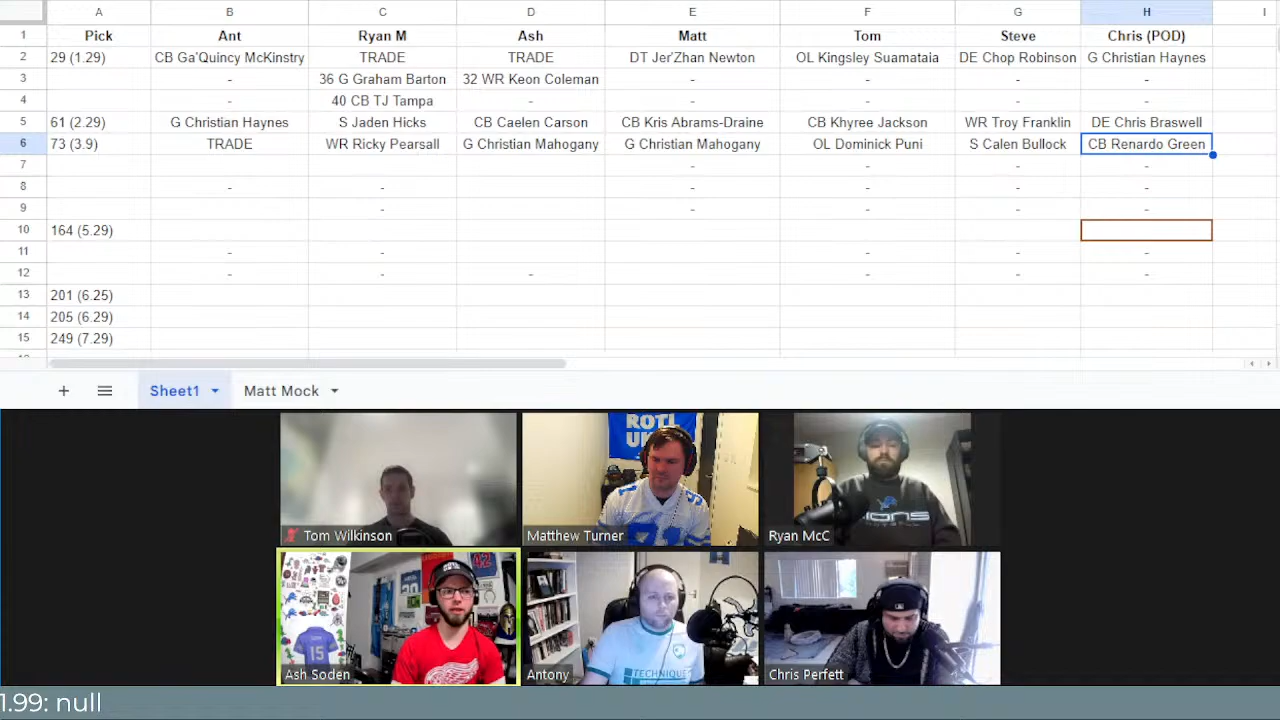 A B C D E F G H I
1 Pick Ant Ryan M Ash Matt Tom Steve Chris (POD)
2 29 (1.29) CB Ga'Quincy McKinstry TRADE TRADE DT Jer'Zhan Newton OL Kingsley Suamataia DE Chop Robinson G Christian Haynes
3 - 36 G Graham Barton 32 WR Keon Coleman - - - -
4 - 40 CB TJ Tampa - - - - -
5 61 (2.29) G Christian Haynes S Jaden Hicks CB Caelen Carson CB Kris Abrams-Draine CB Khyree Jackson WR Troy Franklin DE Chris Braswell
6 73 (3.9) TRADE WR Ricky Pearsall G Christian Mahogany G Christian Mahogany OL Dominick Puni S Calen Bullock CB Renardo Green
7 - - -
8 - - - - - -
9 - - - - -
10 164 (5.29)
11 - - - - - -
12 - - - - - - -
13 201 (6.25)
14 205 (6.29)
15 249 (7.29)
+ Sheet1 Matt Mock
ROTL
UK
LIONS
Tom Wilkinson Matthew Turner Ryan McC
15
42
TECHNIQUE
Ash Soden Antony Chris Perfett
1.99: null